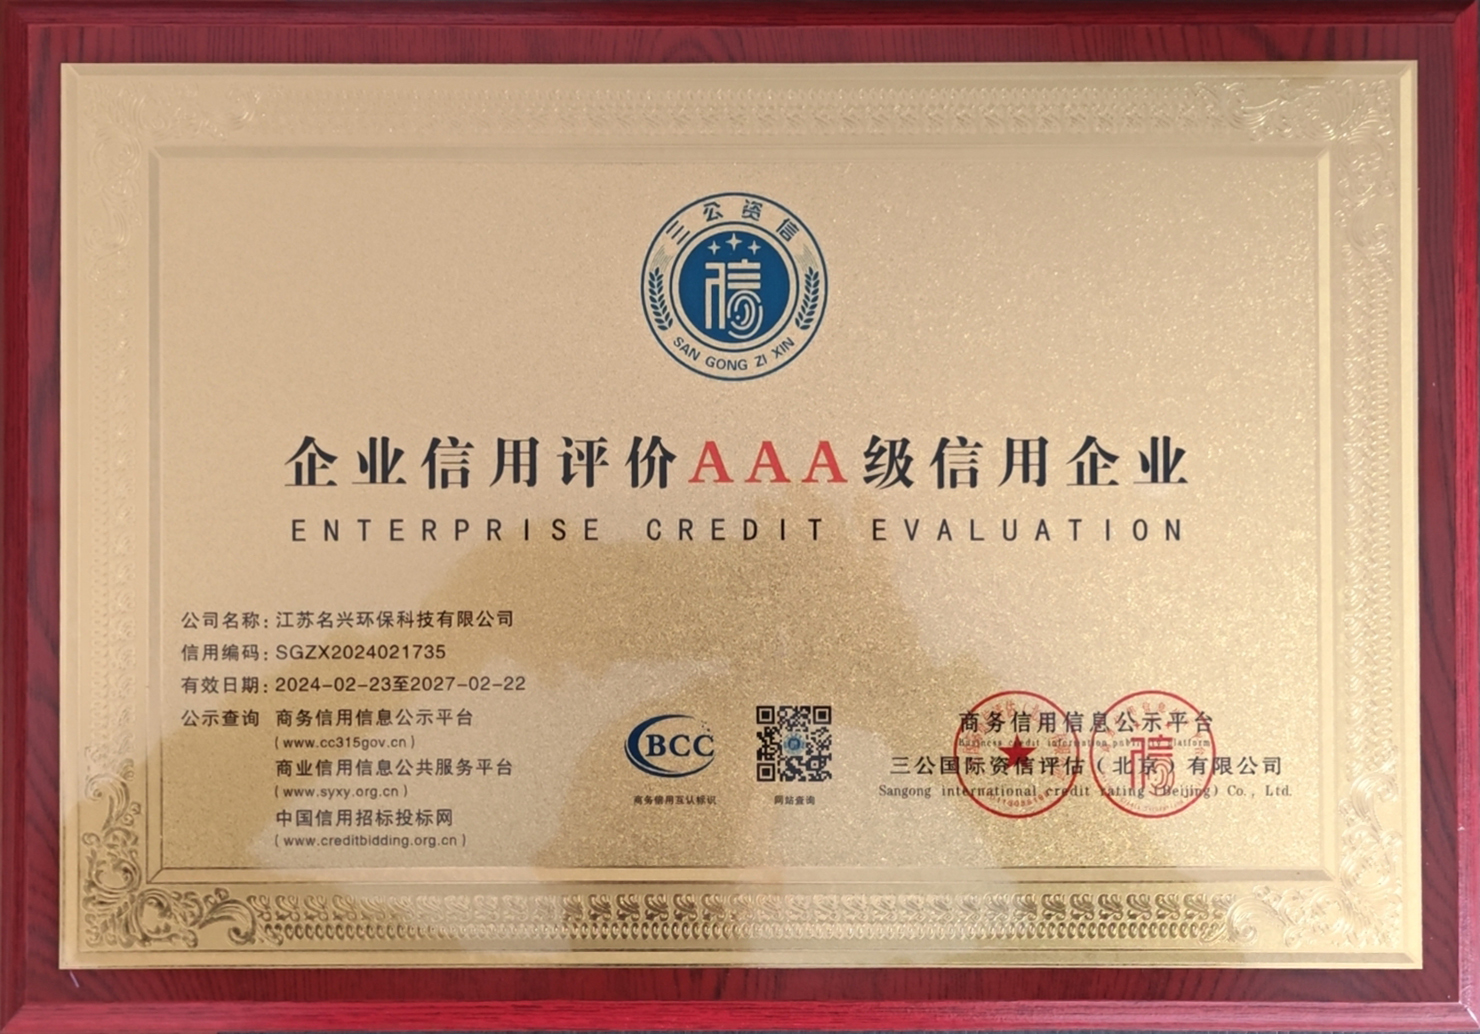 三公资信
信
SAN GONG ZI XIN
企业信用评价AAA级信用企业
ENTERPRISE CREDIT EVALUATION
公司名称: 江苏名兴环保科技有限公司
信用编码: SGZX2024021735
有效日期: 2024-02-23至2027-02-22
公示查询 商务信用信息公示平台
(www.cc315gov.cn)
商业信用信息公共服务平台
(www.syxy.org.cn)
中国信用招标投标网
(www.creditbidding.org.cn)
BCC
商务信用互认标识
网站查询
商务信用信息公示平台
Business credit information publicity platform
三公国际资信评估(北京)有限公司
Sangong international credit rating (Beijing) Co., Ltd.